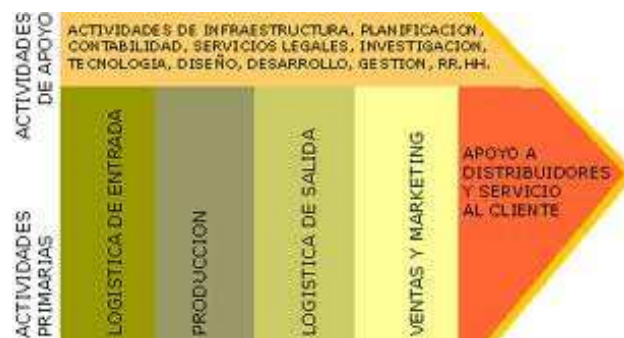 ACTIVIDADES
DE APOYO
ACTIVIDADES DE INFRAESTRUCTURA, PLANIFICACION,
CONTABILIDAD, SERVICIOS LEGALES, INVESTIGACION,
TECNOLOGIA, DISEÑO, DESARROLLO, GESTION, RR.HH.
ACTIVIDADES
PRIMARIAS
LOGISTICA DE ENTRADA
PRODUCCION
LOGISTICA DE SALIDA
VENTAS Y MARKETING
APOYO A
DISTRIBUIDORES
Y SERVICIO
AL CLIENTE